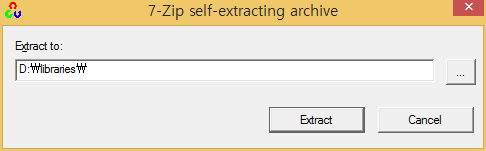 7-Zip self-extracting archive
Extract to:
D:₩libraries₩
...
Extract
Cancel